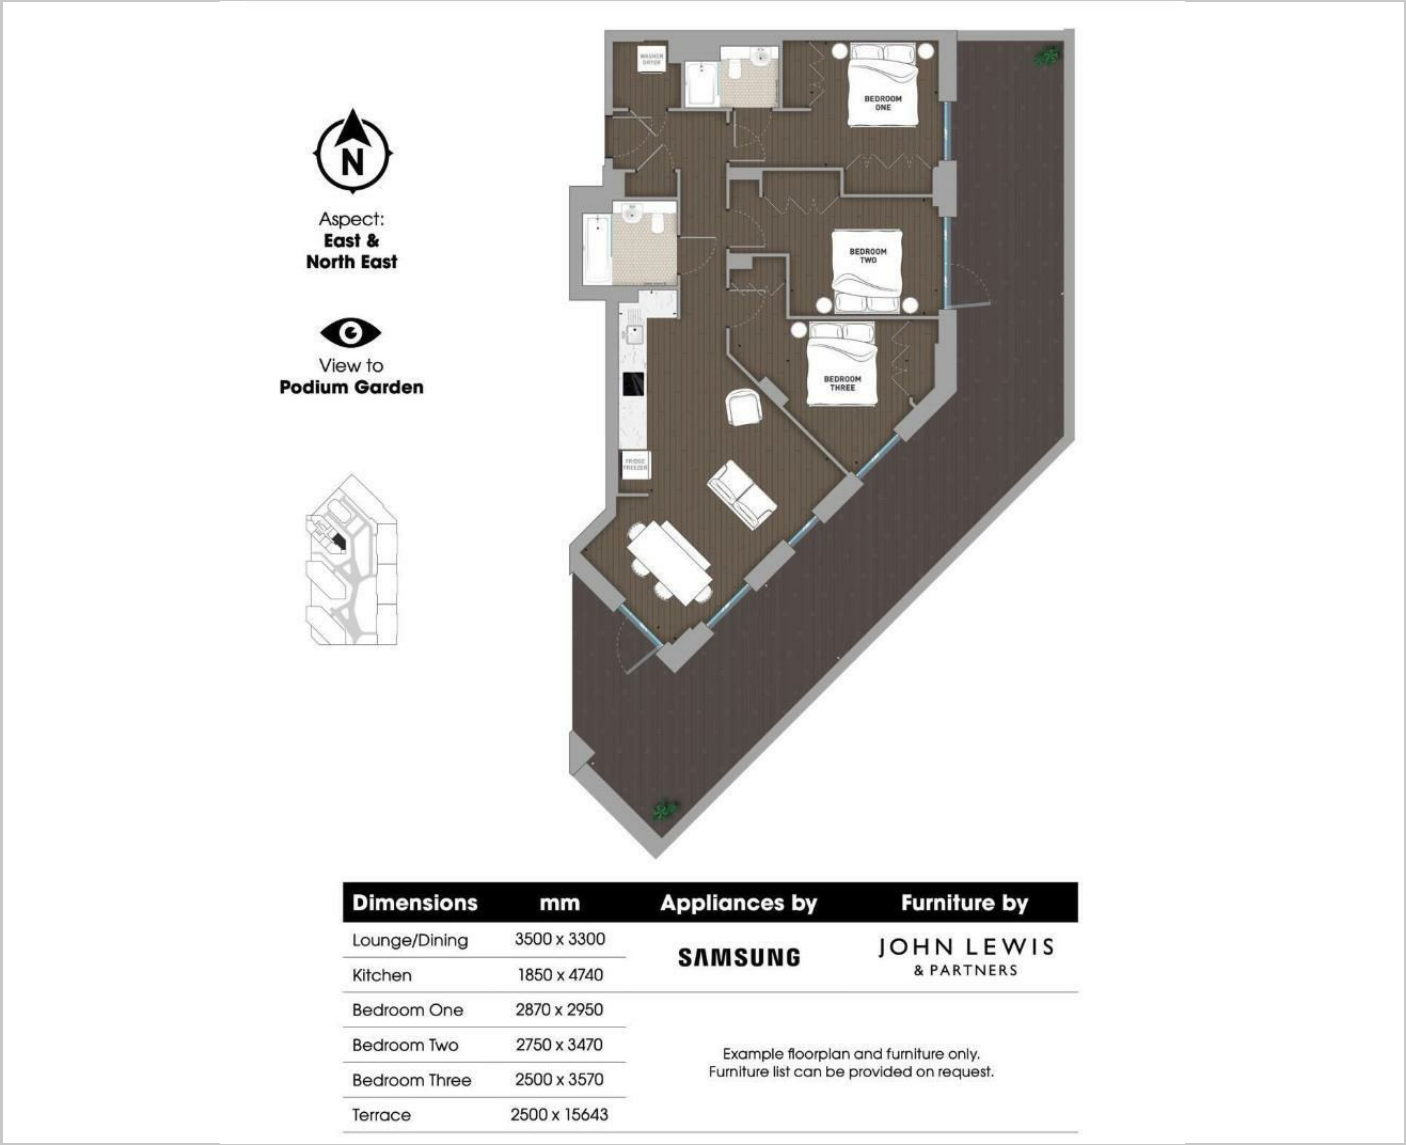 WASHER
DRYER
BEDROOM
ONE
N
Aspect:
East &
North East
BEDROOM
TWO
View to
Podium Garden
BEDROOM
THREE
FRIDGE
FREEZER
Dimensions mm Appliances by Furniture by
Lounge/Dining 3500 x 3300
SAMSUNG
JOHN LEWIS
& PARTNERS
Kitchen 1850 x 4740
Bedroom One 2870 x 2950
Bedroom Two 2750 x 3470
Bedroom Three 2500 x 3570
Terrace 2500 x 15643
Example floorplan and furniture only.
Furniture list can be provided on request.